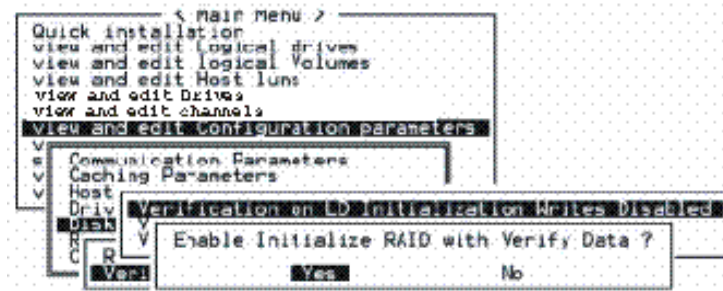 < Main Menu >
Quick installation
view and edit Logical drives
view and edit logical Volumes
view and edit Host luns
view and edit Drives
view and edit channels
view and edit Configuration parameters
v
s Communication Parameters
v Caching Parameters
v Host
Driv Verification on LD Initialization Writes Disabled
Disk V
R V Enable Initialize RAID with Verify Data ?
C R
Veri Yes No